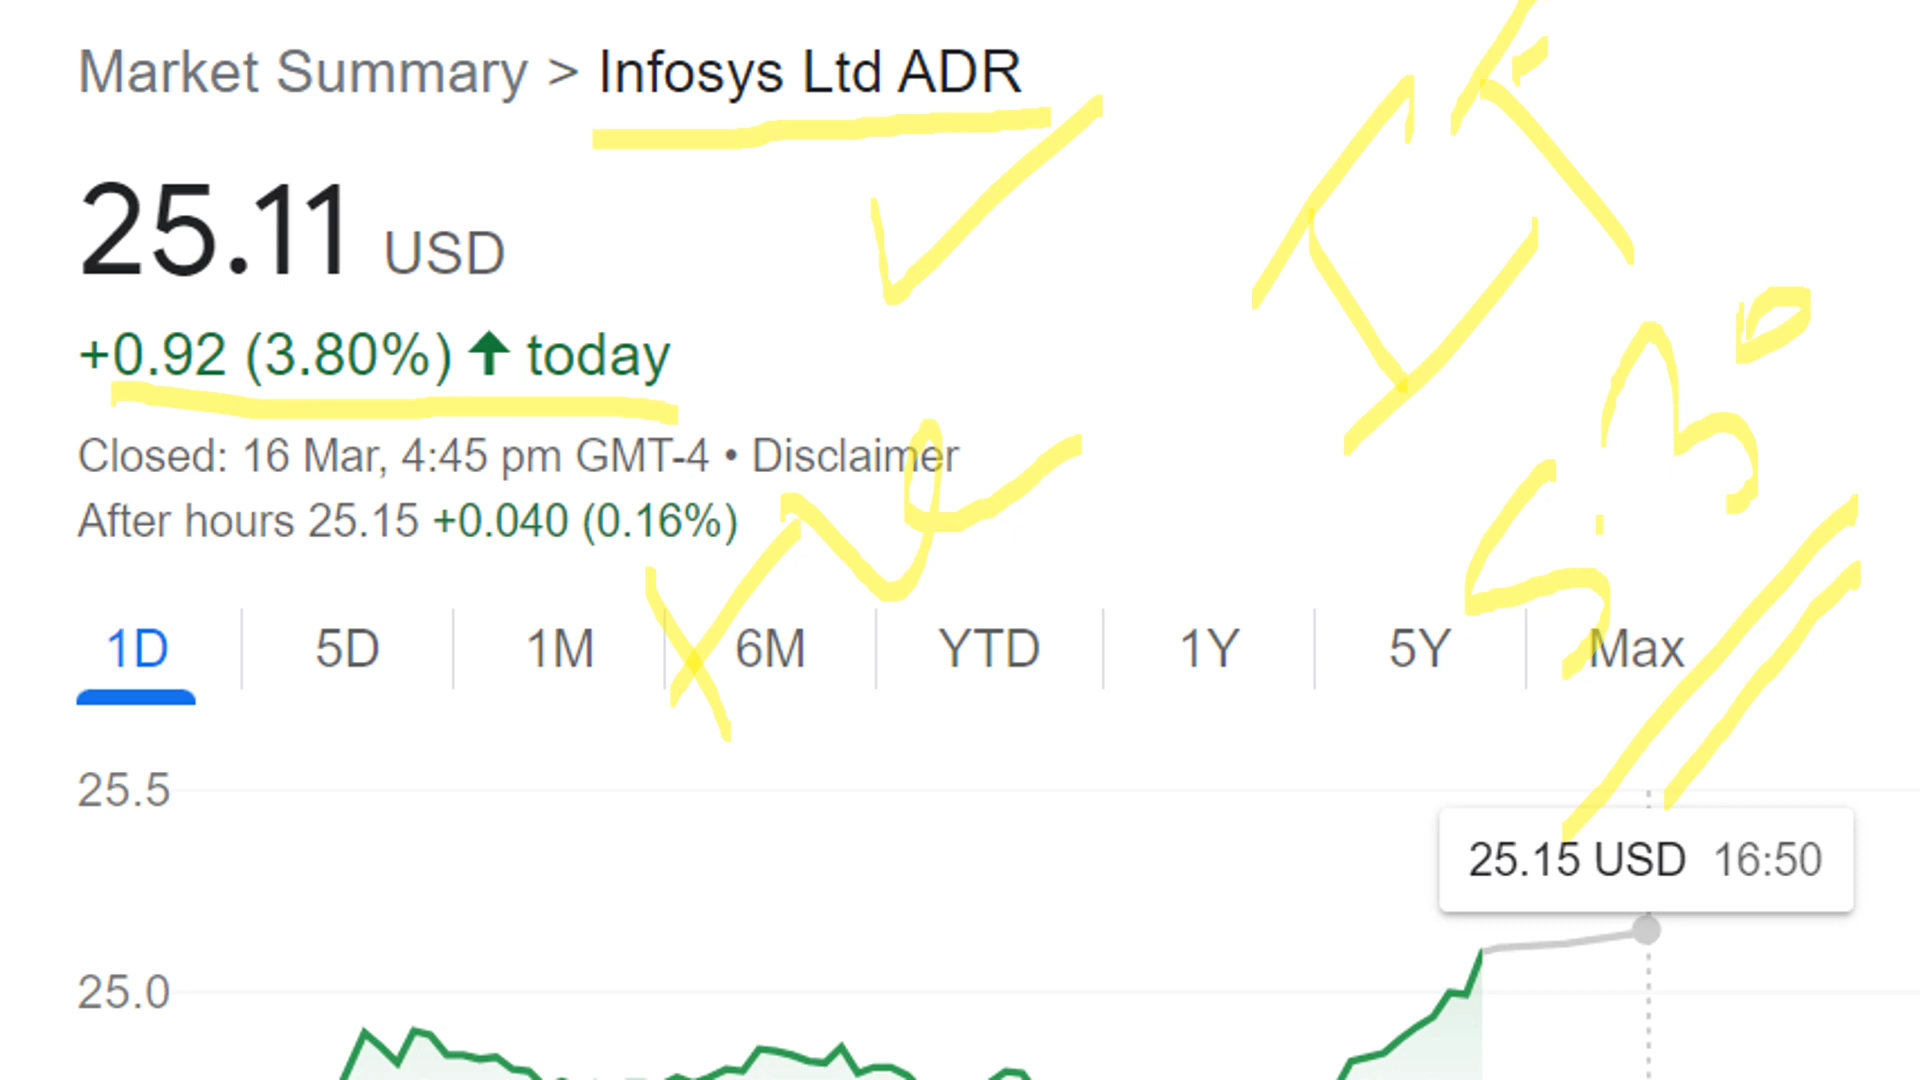 Market Summary > Infosys Ltd ADR
25.11 USD
+0.92 (3.80%) ↑ today
Closed: 16 Mar, 4:45 pm GMT-4 • Disclaimer
After hours 25.15 +0.040 (0.16%)
1D 5D 1M 6M YTD 1Y 5Y Max
25.5
25.15 USD 16:50
25.0